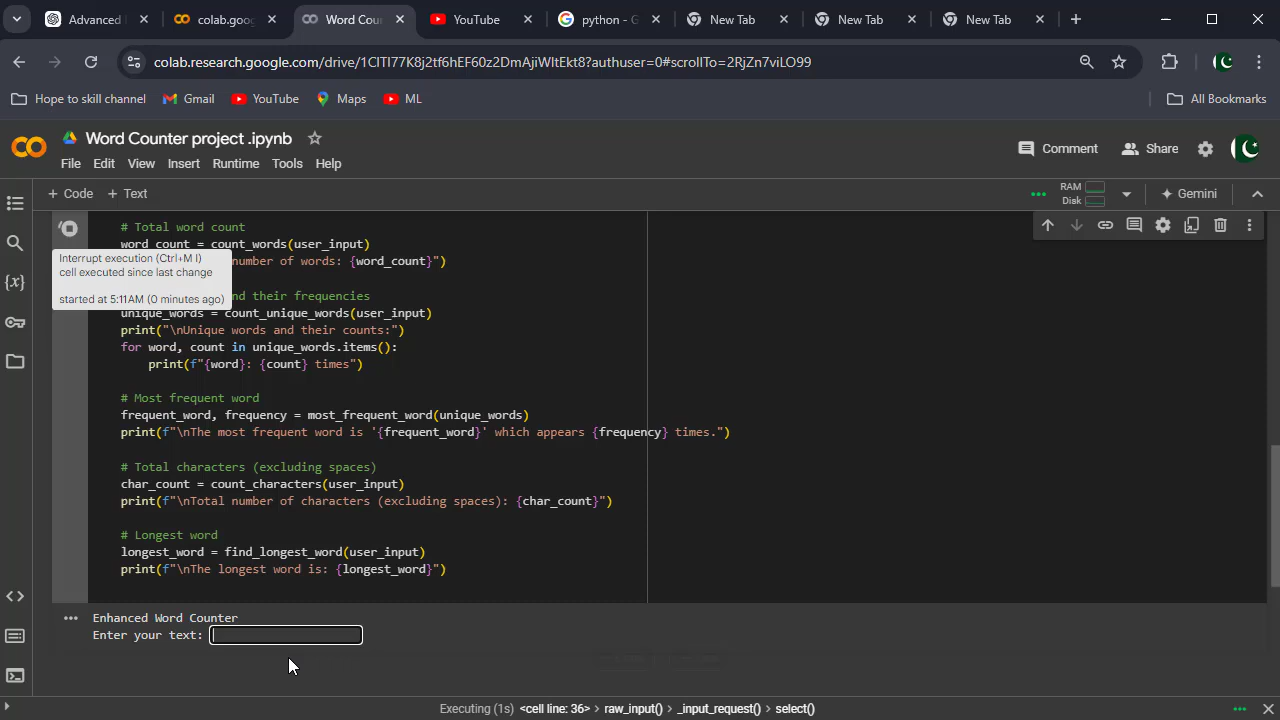 Advanced
colab.goog
Word Cou
YouTube
python - G
New Tab
New Tab
New Tab
colab.research.google.com/drive/1ClTI77K8j2tf6hEF60z2DmAjiWltEkt8?authuser=0#scrollTo=2RjZn7viLO99
Hope to skill channel
Gmail
YouTube
Maps
ML
All Bookmarks
Word Counter project .ipynb
File Edit View Insert Runtime Tools Help
Comment
Share
+ Code + Text
RAM
Disk
Gemini
# Total word count
word_count = count_words(user_input)
number of words: {word_count}")
nd their frequencies
unique_words = count_unique_words(user_input)
print("\nUnique words and their counts:")
for word, count in unique_words.items():
print(f"{word}: {count} times")
# Most frequent word
frequent_word, frequency = most_frequent_word(unique_words)
print(f"\nThe most frequent word is '{frequent_word}' which appears {frequency} times.")
# Total characters (excluding spaces)
char_count = count_characters(user_input)
print(f"\nTotal number of characters (excluding spaces): {char_count}")
# Longest word
longest_word = find_longest_word(user_input)
print(f"\nThe longest word is: {longest_word}")
Interrupt execution (Ctrl+M I)
cell executed since last change
started at 5:11AM (0 minutes ago)
Enhanced Word Counter
Enter your text:
Executing (1s) <cell line: 36> > raw_input() > _input_request() > select()